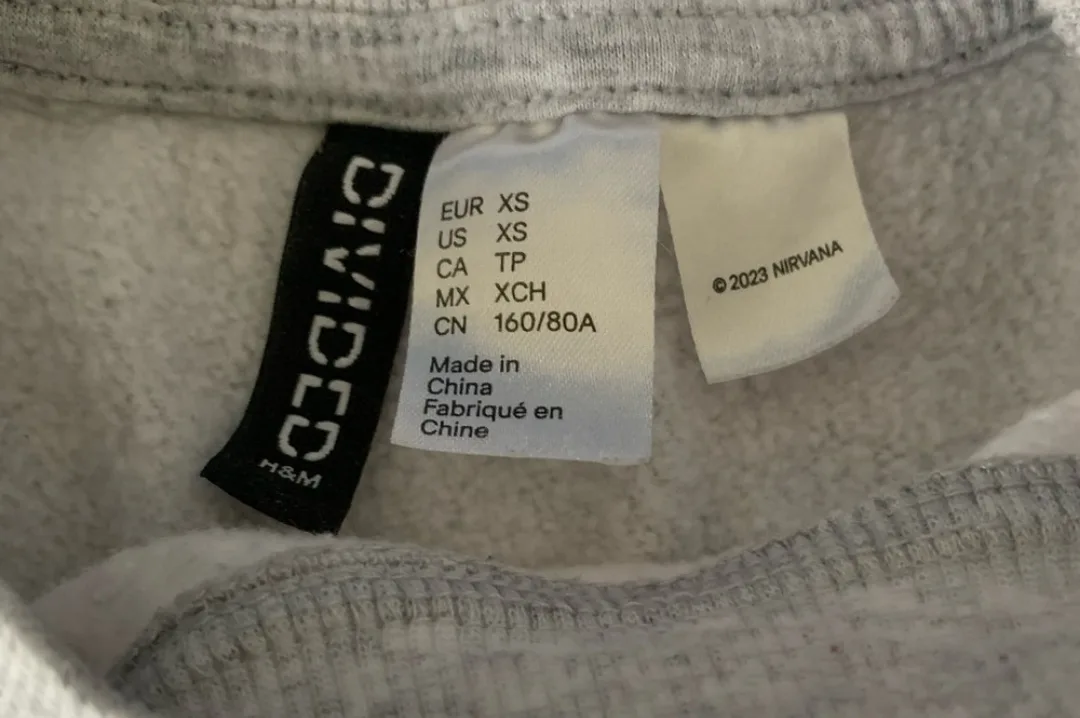 DIVIDED
H&M
EUR XS
US XS
CA TP
MX XCH
CN 160/80A
Made in
China
Fabriqué en
Chine
© 2023 NIRVANA